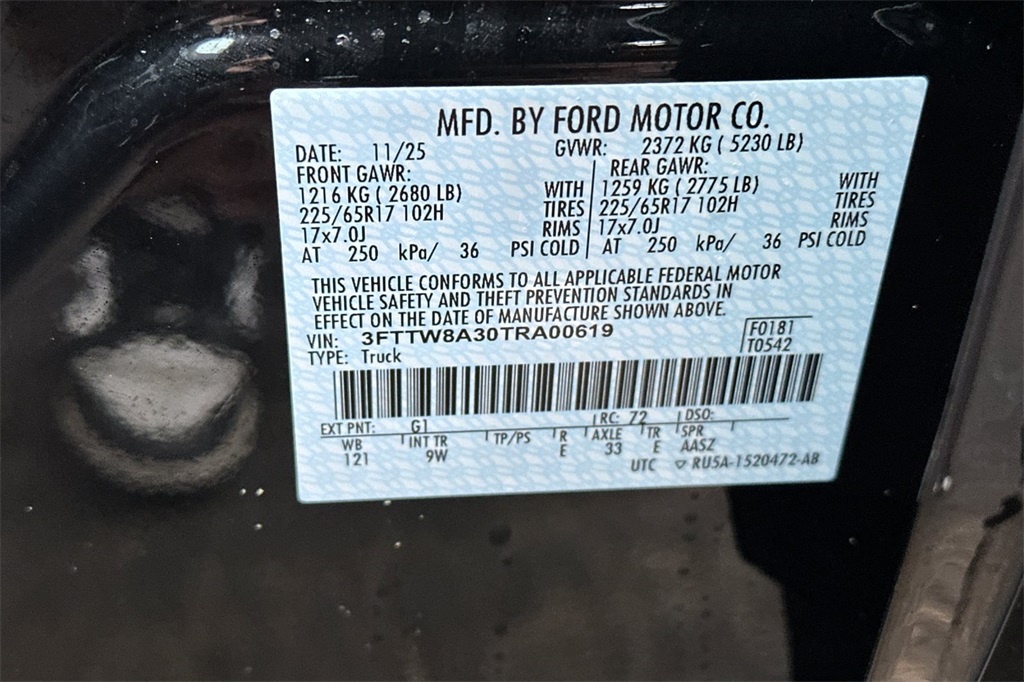 MFD. BY FORD MOTOR CO.
DATE: 11/25 GVWR: 2372 KG ( 5230 LB)
FRONT GAWR: REAR GAWR:
1216 KG ( 2680 LB) WITH 1259 KG ( 2775 LB) WITH
225/65R17 102H TIRES 225/65R17 102H TIRES
17x7.0J RIMS 17x7.0J RIMS
AT 250 kPa/ 36 PSI COLD AT 250 kPa/ 36 PSI COLD
THIS VEHICLE CONFORMS TO ALL APPLICABLE FEDERAL MOTOR
VEHICLE SAFETY AND THEFT PREVENTION STANDARDS IN
EFFECT ON THE DATE OF MANUFACTURE SHOWN ABOVE.
VIN: 3FTTW8A30TRA00619 F0181
TYPE: Truck T0542
EXT PNT: G1 RC: 72 DSO:
WB INT TR TP/PS R AXLE TR SPR
121 9W E 33 E AASZ
UTC ▽ RU5A-1520472-AB